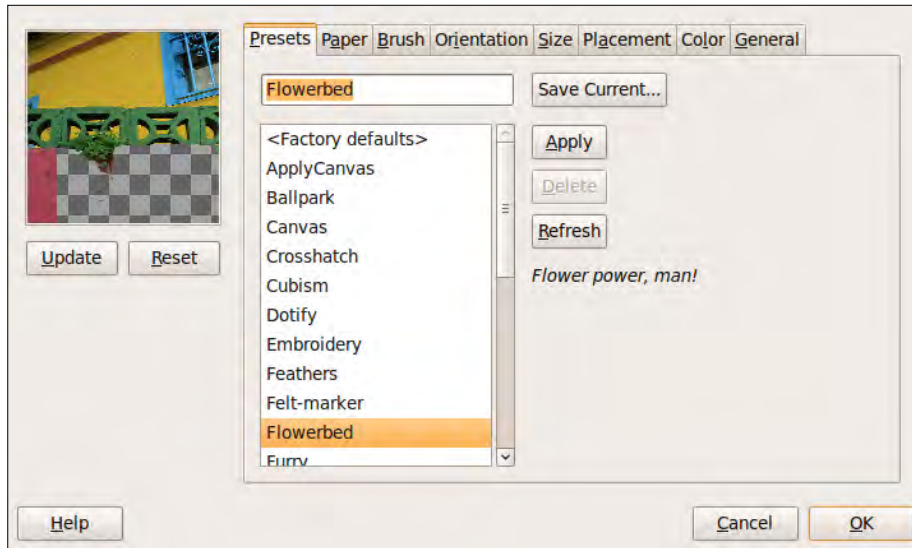 Presets Paper Brush Orientation Size Placement Color General
Flowerbed
Save Current...
<Factory defaults>
ApplyCanvas
Ballpark
Canvas
Crosshatch
Cubism
Dotify
Embroidery
Feathers
Felt-marker
Flowerbed
Furry
Apply
Delete
Refresh
Flower power, man!
Update Reset
Help Cancel OK